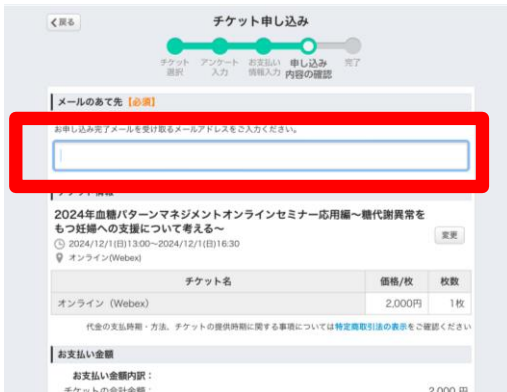 戻る
チケット申し込み
チケット選択
アンケート入力
お支払い情報入力
申し込み内容の確認
完了
メールのあて先【必須】
お申し込み完了メールを受け取るメールアドレスをご入力ください。
2024年血糖パターンマネジメントオンラインセミナー応用編〜糖代謝異常を
もつ妊婦への支援について考える〜
変更
2024/12/1(日)13:00〜2024/12/1(日)16:30
オンライン(Webex)
チケット名 価格/枚 枚数
オンライン（Webex） 2,000円 1枚
代金の支払時期・方法、チケットの提供時期に関する事項については特定商取引法の表示をご確認ください
お支払い金額
お支払い金額内訳：
チケットの合計金額： 2,000 円